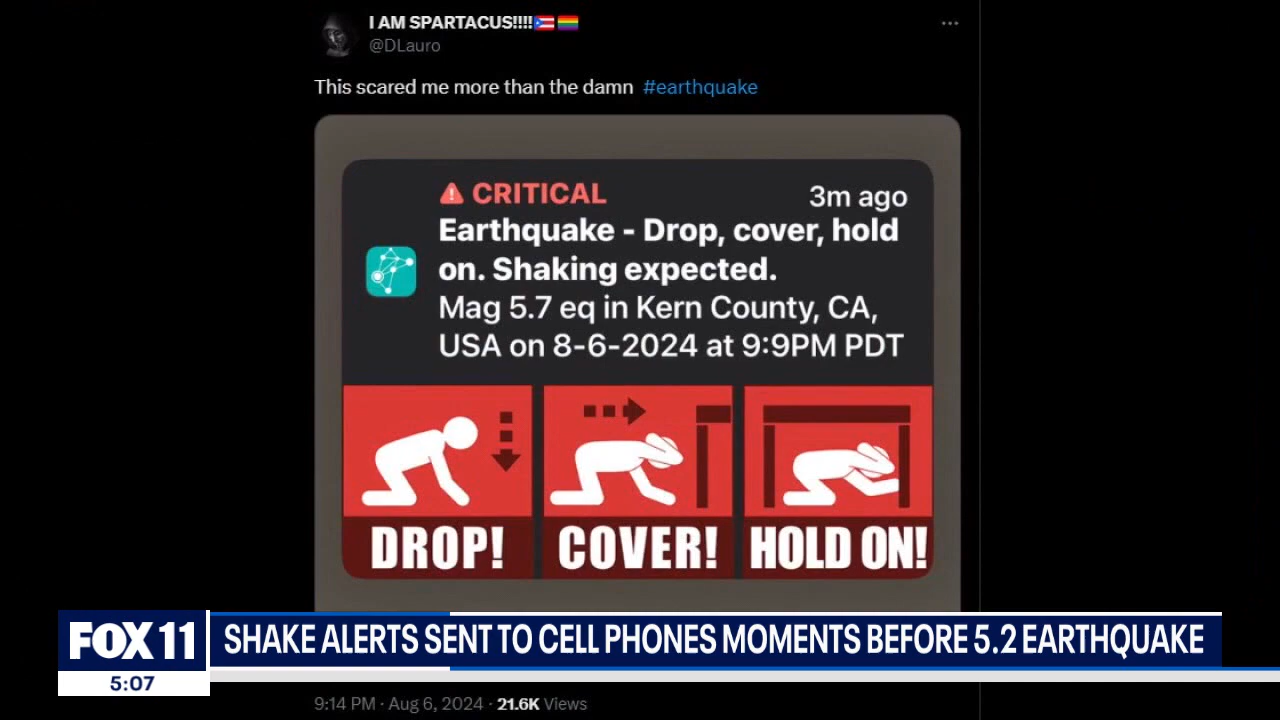 I AM SPARTACUS!!!!🇵🇷🏳️‍🌈
@DLauro
This scared me more than the damn #earthquake
CRITICAL
3m ago
Earthquake - Drop, cover, hold
on. Shaking expected.
Mag 5.7 eq in Kern County, CA,
USA on 8-6-2024 at 9:9PM PDT
DROP!
COVER!
HOLD ON!
FOX 11
SHAKE ALERTS SENT TO CELL PHONES MOMENTS BEFORE 5.2 EARTHQUAKE
5:07
9:14 PM · Aug 6, 2024 · 21.6K Views